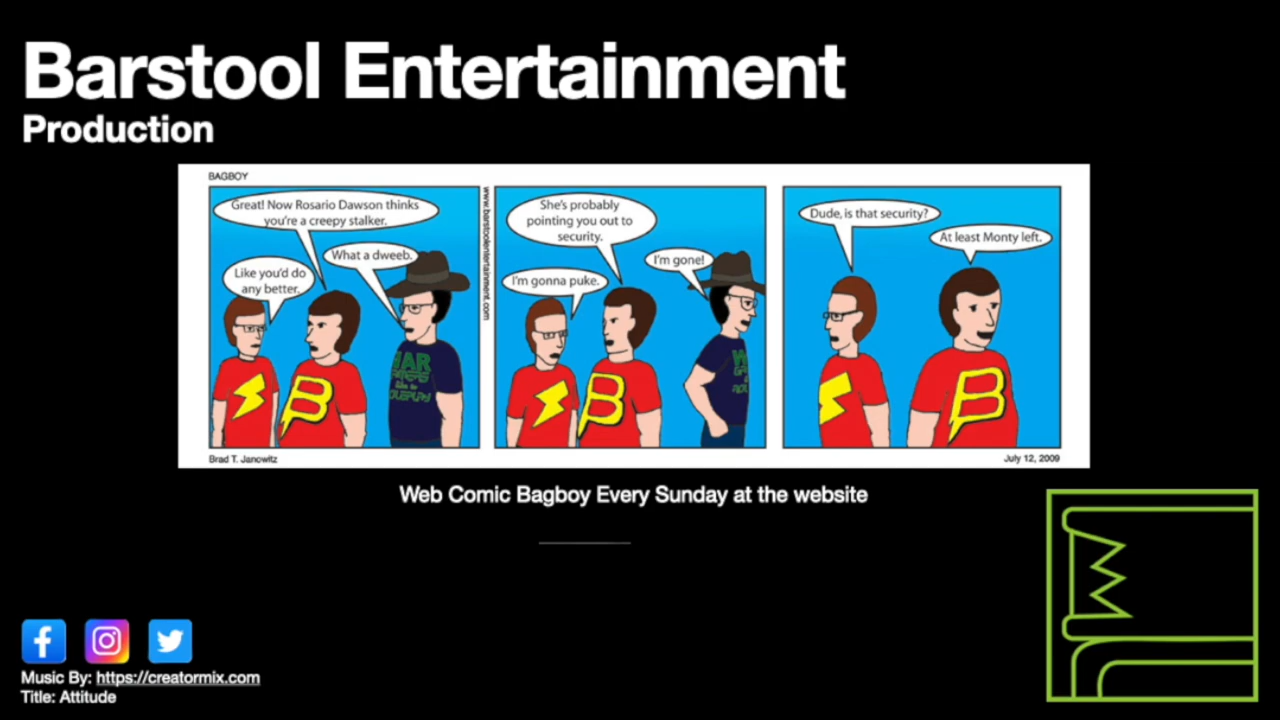 Barstool Entertainment
Production
BAGBOY
Great! Now Rosario Dawson thinks
you're a creepy stalker.
What a dweeb.
Like you'd do
any better.
www.barstoolentertainment.com
She's probably
pointing you out to
security.
I'm gone!
I'm gonna puke.
Dude, is that security?
At least Monty left.
Brad T. Janowitz
July 12, 2009
Web Comic Bagboy Every Sunday at the website
Music By: https://creatormix.com
Title: Attitude